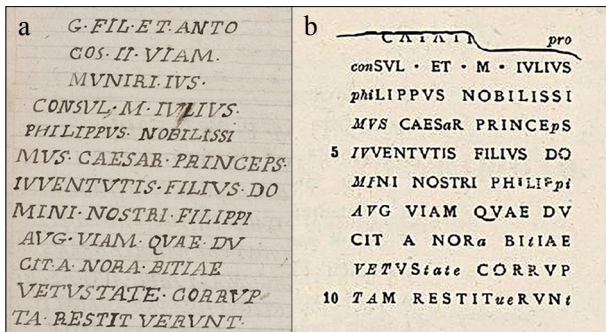 a
G· FIL· ET· ANTO
COS· II· VIAM·
MVNIRI· IVS·
CONSVL· M· IVLIVS·
PHILIPPVS· NOBILISSI
MVS· CAESAR· PRINCEPS·
IVVENTVTIS· FILIVS· DO
MINI· NOSTRI· FILIPPI
AVG· VIAM· QVAE· DV
CIT· A· NORA· BITIAE
VETVSTATE· CORRVP
TA· RESTIT VERVNT·
b
pro
conSVL · ET · M · IVLIVS
phiLIPPVS NOBILISSI
MVS CAESaR PRINCEpS
5 IVVENTVTIS FILIVS DO
MINI NOSTRI PHILIPpi
AVG VIAM QVAE DV
CIT A NORa BItIAE
VETVState CORRVP
10 TAM RESTITueRVNt